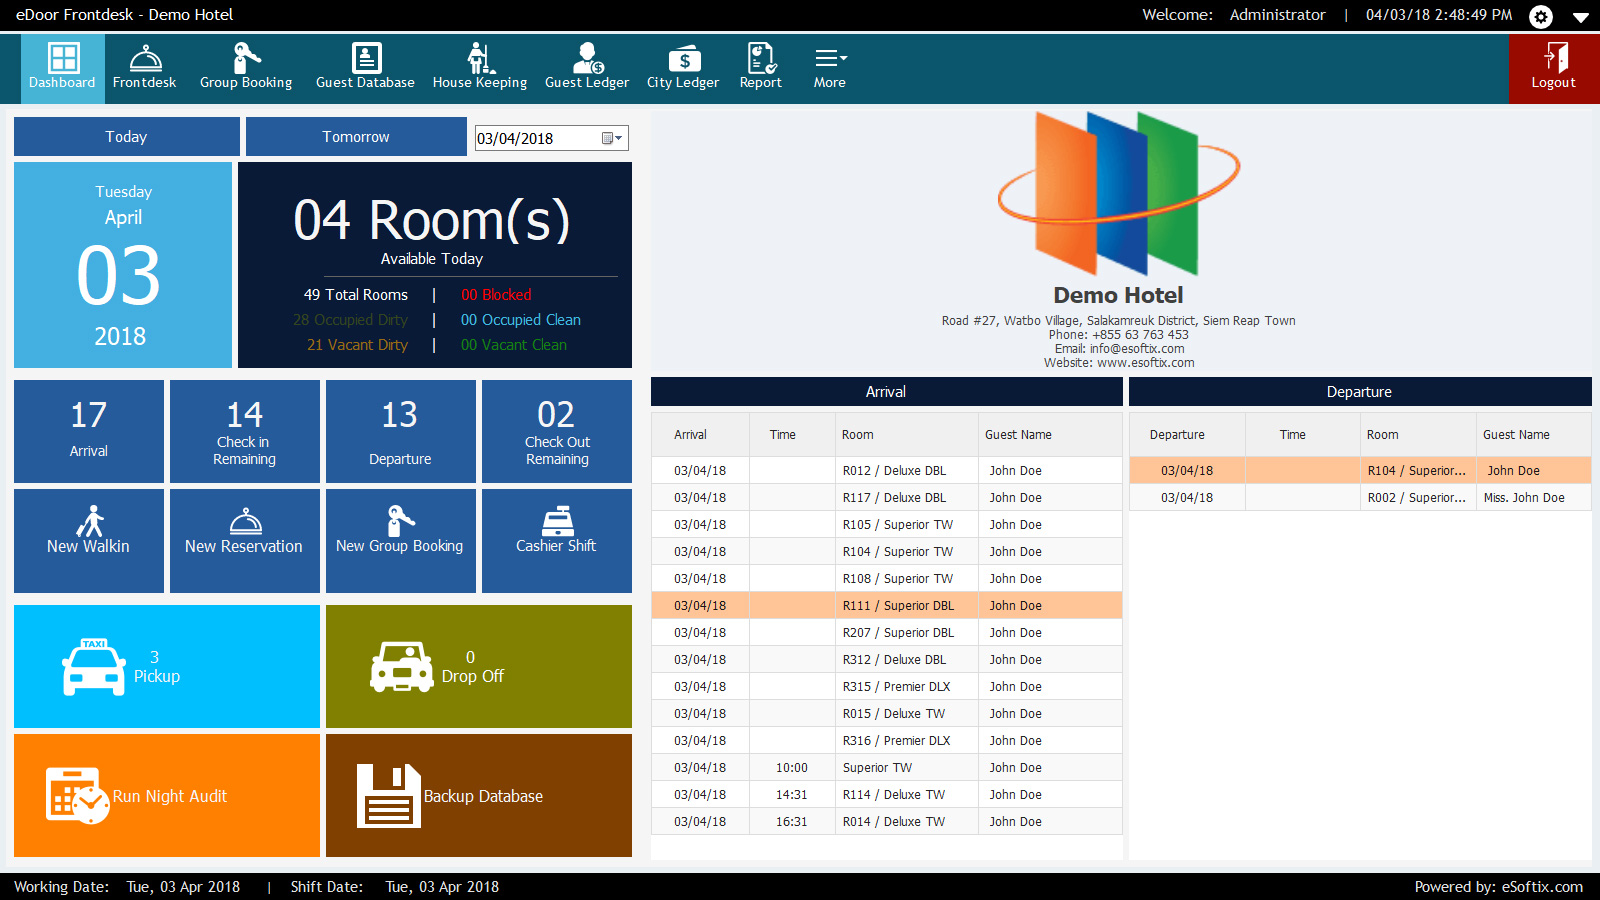 eDoor Frontdesk - Demo Hotel
Welcome: Administrator | 04/03/18 2:48:49 PM
Dashboard
Frontdesk
Group Booking
Guest Database
House Keeping
Guest Ledger
City Ledger
Report
More
Logout
Today
Tomorrow
03/04/2018
Tuesday
April
03
2018
04 Room(s)
Available Today
49 Total Rooms | 00 Blocked
28 Occupied Dirty | 00 Occupied Clean
21 Vacant Dirty | 00 Vacant Clean
Demo Hotel
Road #27, Watbo Village, Salakamreuk District, Siem Reap Town
Phone: +855 63 763 453
Email: info@esoftix.com
Website: www.esoftix.com
17
Arrival
14
Check in
Remaining
13
Departure
02
Check Out
Remaining
New Walkin
New Reservation
New Group Booking
Cashier Shift
TAXI
3
Pickup
0
Drop Off
Run Night Audit
Backup Database
Arrival
Arrival Time Room Guest Name
03/04/18 R012 / Deluxe DBL John Doe
03/04/18 R117 / Deluxe DBL John Doe
03/04/18 R105 / Superior TW John Doe
03/04/18 R104 / Superior TW John Doe
03/04/18 R108 / Superior TW John Doe
03/04/18 R111 / Superior DBL John Doe
03/04/18 R207 / Superior DBL John Doe
03/04/18 R312 / Deluxe DBL John Doe
03/04/18 R315 / Premier DLX John Doe
03/04/18 R015 / Deluxe TW John Doe
03/04/18 R316 / Premier DLX John Doe
03/04/18 10:00 Superior TW John Doe
03/04/18 14:31 R114 / Deluxe TW John Doe
03/04/18 16:31 R014 / Deluxe TW John Doe
Departure
Departure Time Room Guest Name
03/04/18 R104 / Superior... John Doe
03/04/18 R002 / Superior... Miss. John Doe
Working Date: Tue, 03 Apr 2018 | Shift Date: Tue, 03 Apr 2018
Powered by: eSoftix.com